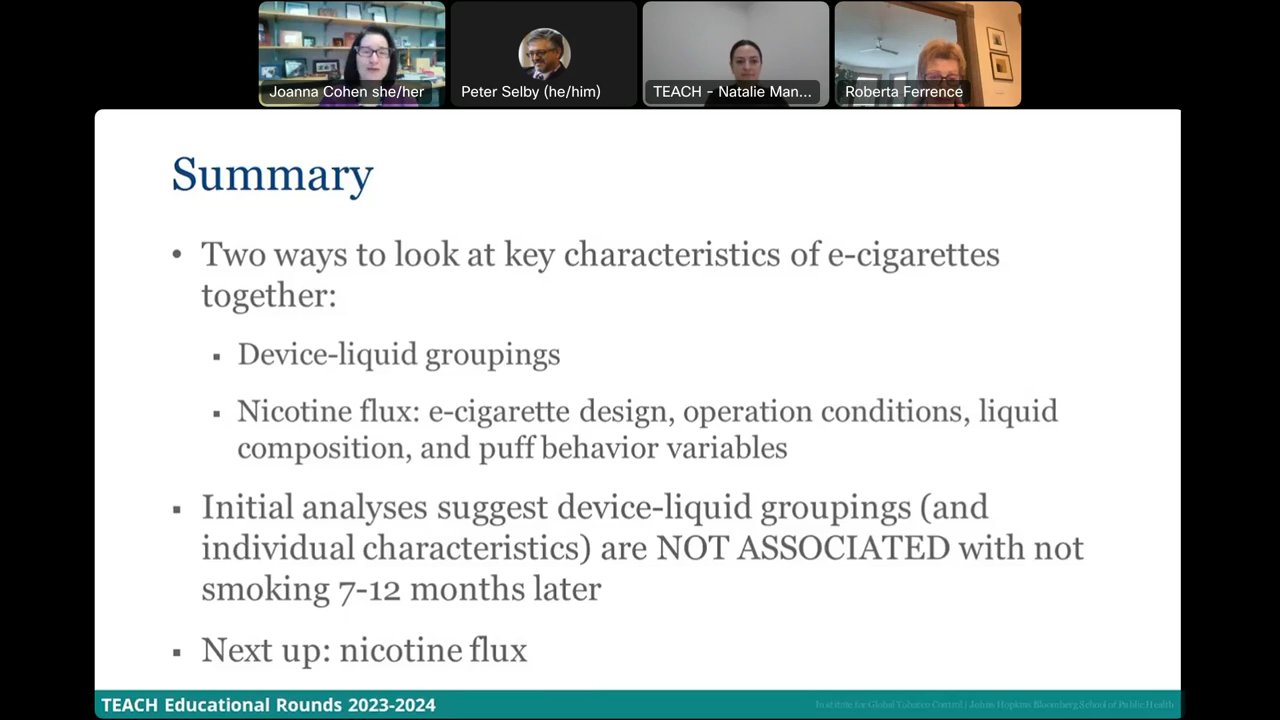 Joanna Cohen she/her
Peter Selby (he/him)
TEACH - Natalie Man...
Roberta Ferrence
Summary
• Two ways to look at key characteristics of e-cigarettes
together:
▪ Device-liquid groupings
▪ Nicotine flux: e-cigarette design, operation conditions, liquid
composition, and puff behavior variables
▪ Initial analyses suggest device-liquid groupings (and
individual characteristics) are NOT ASSOCIATED with not
smoking 7-12 months later
▪ Next up: nicotine flux
TEACH Educational Rounds 2023-2024
Institute for Global Tobacco Control | Johns Hopkins Bloomberg School of Public Health